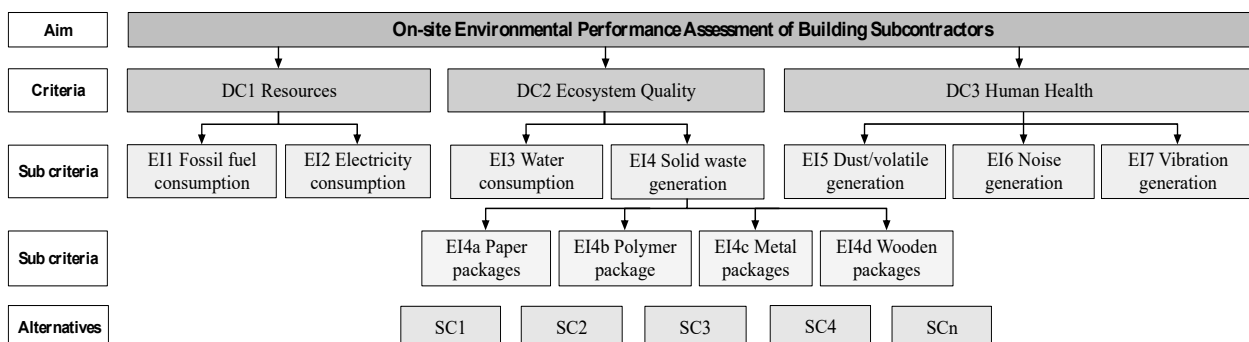 Aim
On-site Environmental Performance Assessment of Building Subcontractors
Criteria
DC1 Resources
DC2 Ecosystem Quality
DC3 Human Health
Sub criteria
EI1 Fossil fuel
consumption
EI2 Electricity
consumption
EI3 Water
consumption
EI4 Solid waste
generation
EI5 Dust/volatile
generation
EI6 Noise
generation
EI7 Vibration
generation
Sub criteria
EI4a Paper
packages
EI4b Polymer
package
EI4c Metal
packages
EI4d Wooden
packages
Alternatives
SC1
SC2
SC3
SC4
SCn